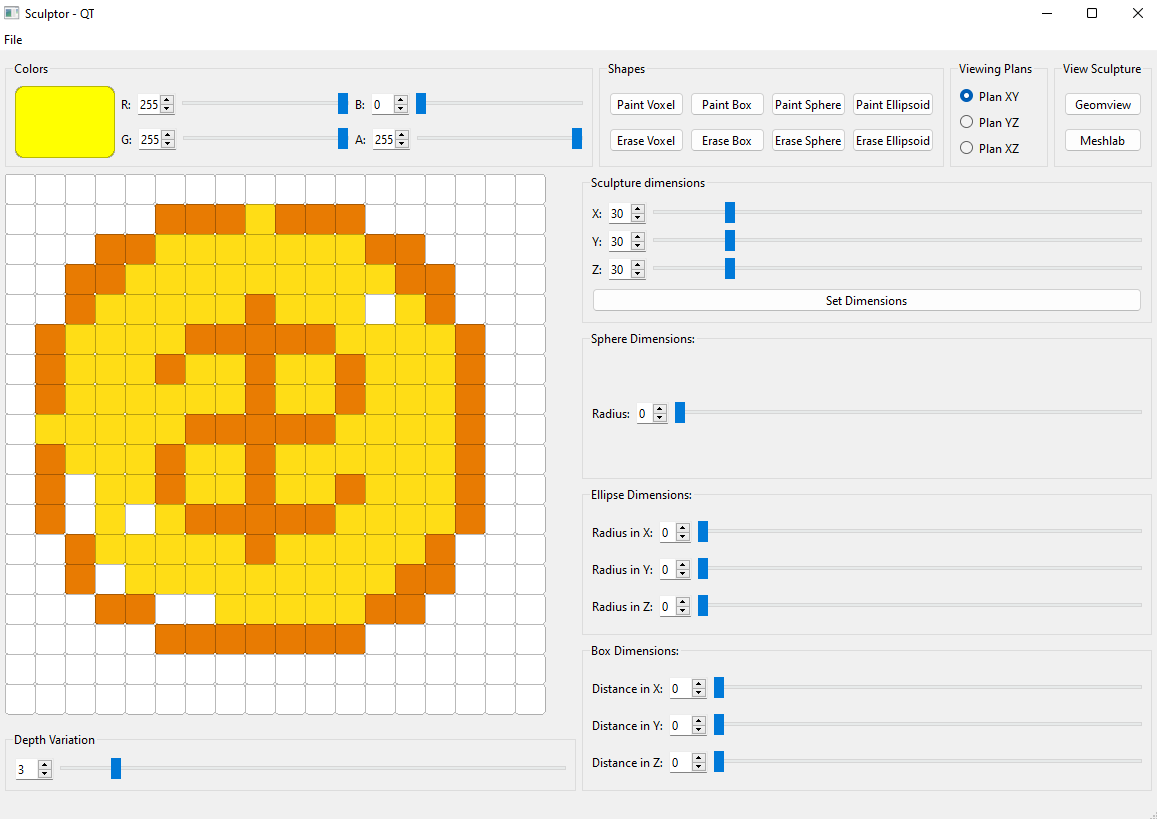 Sculptor - QT
File
Colors
R: 255
B: 0
G: 255
A: 255
Shapes
Paint Voxel
Paint Box
Paint Sphere
Paint Ellipsoid
Erase Voxel
Erase Box
Erase Sphere
Erase Ellipsoid
Viewing Plans
Plan XY
Plan YZ
Plan XZ
View Sculpture
Geomview
Meshlab
Sculpture dimensions
X: 30
Y: 30
Z: 30
Set Dimensions
Sphere Dimensions:
Radius: 0
Ellipse Dimensions:
Radius in X: 0
Radius in Y: 0
Radius in Z: 0
Box Dimensions:
Distance in X: 0
Distance in Y: 0
Distance in Z: 0
Depth Variation
3